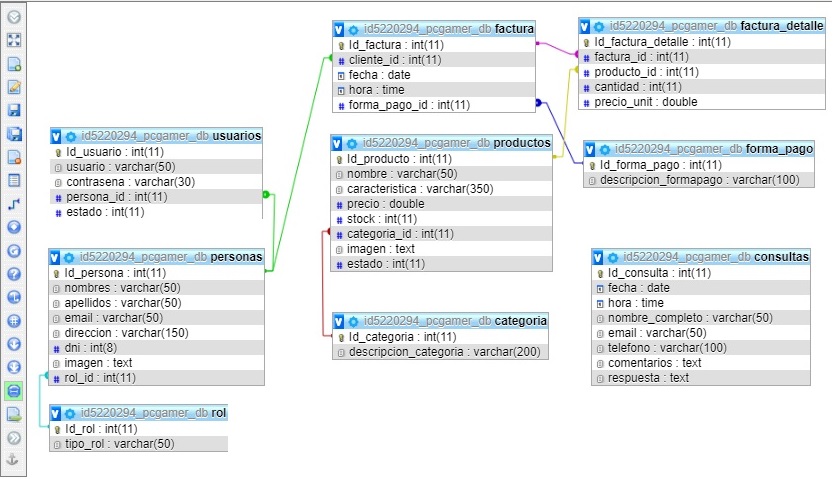 id5220294_pcgamer_db factura
Id_factura : int(11)
cliente_id : int(11)
fecha : date
hora : time
forma_pago_id : int(11)
id5220294_pcgamer_db factura_detalle
Id_factura_detalle : int(11)
factura_id : int(11)
producto_id : int(11)
cantidad : int(11)
precio_unit : double
id5220294_pcgamer_db usuarios
Id_usuario : int(11)
usuario : varchar(50)
contrasena : varchar(30)
persona_id : int(11)
estado : int(11)
id5220294_pcgamer_db productos
Id_producto : int(11)
nombre : varchar(50)
caracteristica : varchar(350)
precio : double
stock : int(11)
categoria_id : int(11)
imagen : text
estado : int(11)
id5220294_pcgamer_db forma_pago
Id_forma_pago : int(11)
descripcion_formapago : varchar(100)
id5220294_pcgamer_db personas
Id_persona : int(11)
nombres : varchar(50)
apellidos : varchar(50)
email : varchar(50)
direccion : varchar(150)
dni : int(8)
imagen : text
rol_id : int(11)
id5220294_pcgamer_db categoria
Id_categoria : int(11)
descripcion_categoria : varchar(200)
id5220294_pcgamer_db consultas
Id_consulta : int(11)
fecha : date
hora : time
nombre_completo : varchar(50)
email : varchar(50)
telefono : varchar(100)
comentarios : text
respuesta : text
id5220294_pcgamer_db rol
Id_rol : int(11)
tipo_rol : varchar(50)